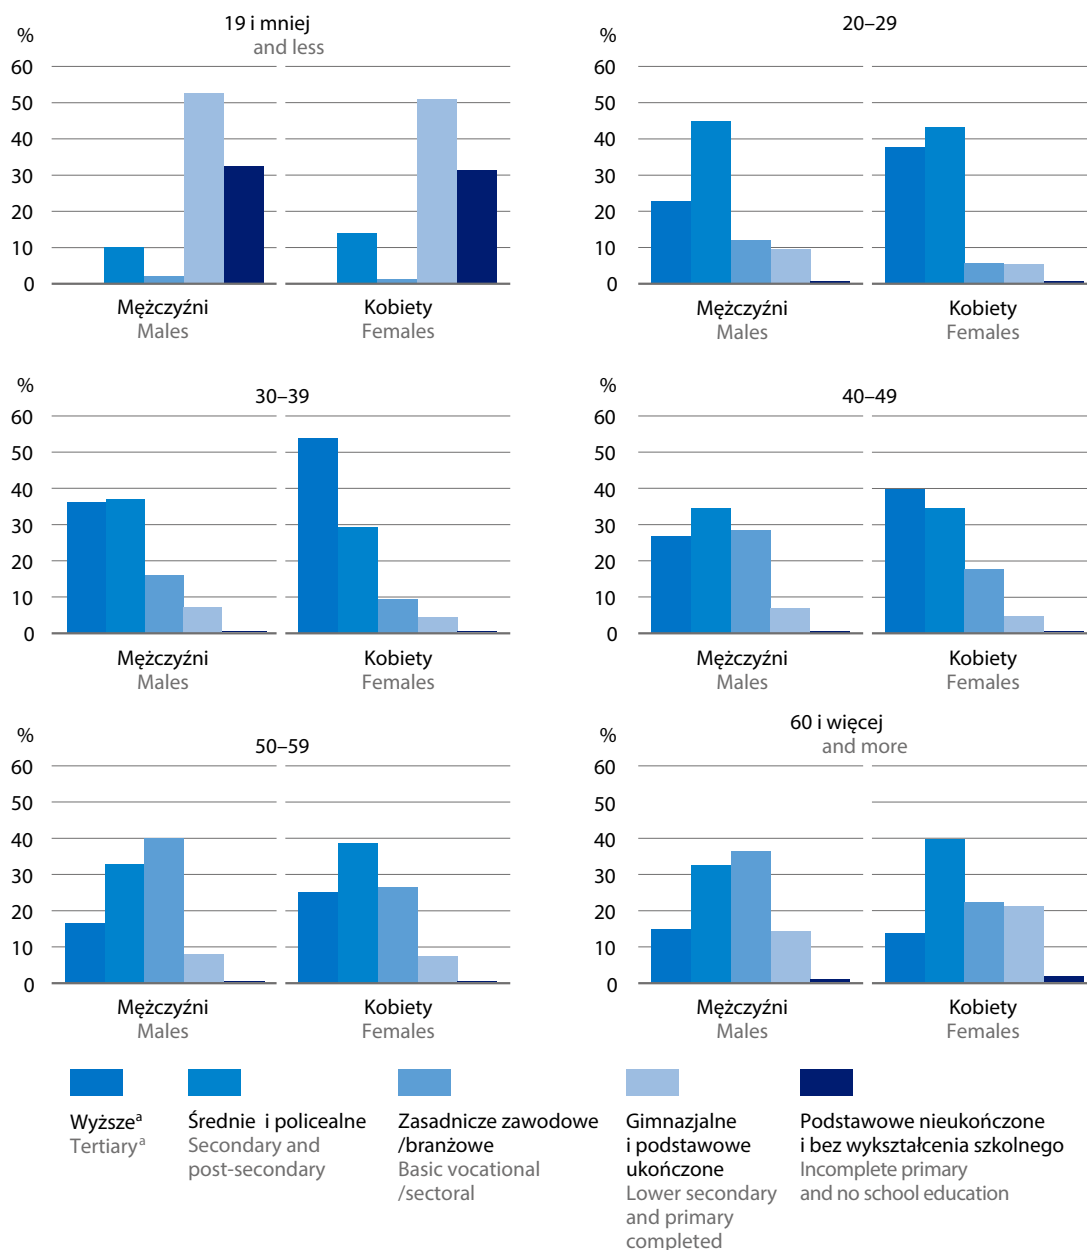 19 i mniej
and less
%
60
50
40
30
20
10
0
Mężczyźni
Males
Kobiety
Females
20–29
%
60
50
40
30
20
10
0
Mężczyźni
Males
Kobiety
Females
30–39
%
60
50
40
30
20
10
0
Mężczyźni
Males
Kobiety
Females
40–49
%
60
50
40
30
20
10
0
Mężczyźni
Males
Kobiety
Females
50–59
%
60
50
40
30
20
10
0
Mężczyźni
Males
Kobiety
Females
60 i więcej
and more
%
60
50
40
30
20
10
0
Mężczyźni
Males
Kobiety
Females
Wyższeᵃ
Tertiaryᵃ
Średnie i policealne
Secondary and
post-secondary
Zasadnicze zawodowe
/branżowe
Basic vocational
/sectoral
Gimnazjalne
i podstawowe
ukończone
Lower secondary
and primary
completed
Podstawowe nieukończone
i bez wykształcenia szkolnego
Incomplete primary
and no school education